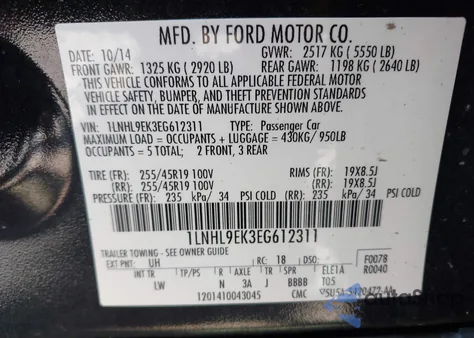 MFD. BY FORD MOTOR CO.
10/14 GVWR: 2517 KG ( 5550 LB)
FRONT GAWR: 1325 KG ( 2920 LB) REAR GAWR: 1198 KG ( 2640 LB)
THIS VEHICLE CONFORMS TO ALL APPLICABLE FEDERAL MOTOR
VEHICLE SAFETY, BUMPER, AND THEFT PREVENTION STANDARDS
IN EFFECT ON THE DATE OF MANUFACTURE SHOWN ABOVE
VIN: 1LNHL9EK3EG612311 TYPE: Passenger Car
MAXIMUM LOAD = OCCUPANTS + LUGGAGE = 430KG/ 950LB
OCCUPANTS = 5 TOTAL; 2 FRONT, 3 REAR
TIRE (FR): 255/45R19 100V RIMS (FR): 19X8.5J
(RR): 255/45R19 100V (RR): 19X8.5J
PRESSURE (FR): 235 kPa/ 34 PSI COLD (RR): 235 kPa/ 34 PSI COLD
1LNHL9EK3EG612311
TRAILER TOWING - SEE OWNER GUIDE
EXT PNT: UH RC: 18 DSO: F0078
INT TR TP R AXLE TR SPR ELE1A R0040
LW N 3A J BBBB T05
1201410043045 CMC